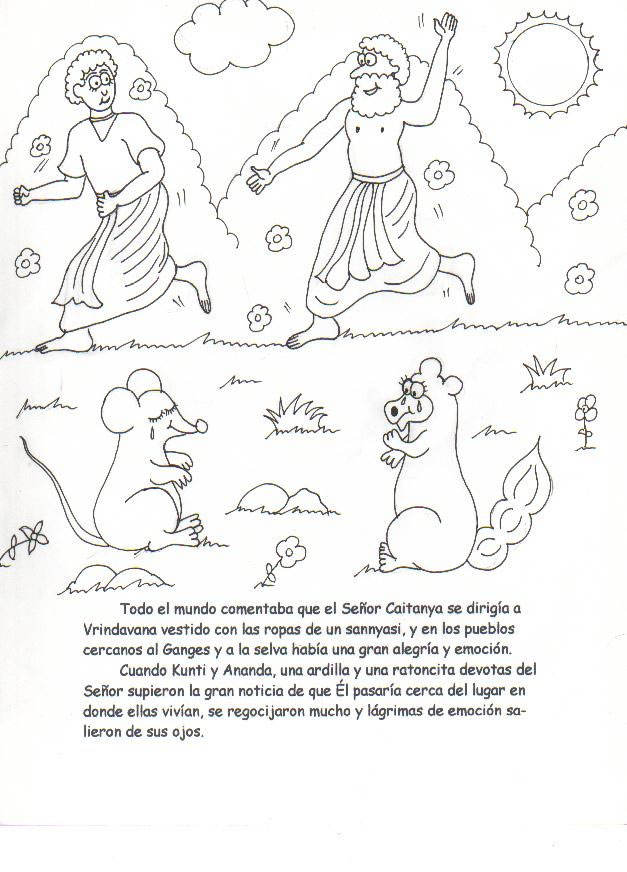 Todo el mundo comentaba que el Señor Caitanya se dirigía a
Vrindavana vestido con las ropas de un sannyasi, y en los pueblos
cercanos al Ganges y a la selva había una gran alegría y emoción.
Cuando Kunti y Ananda, una ardilla y una ratoncita devotas del
Señor supieron la gran noticia de que Él pasaría cerca del lugar en
donde ellas vivían, se regocijaron mucho y lágrimas de emoción sa-
lieron de sus ojos.